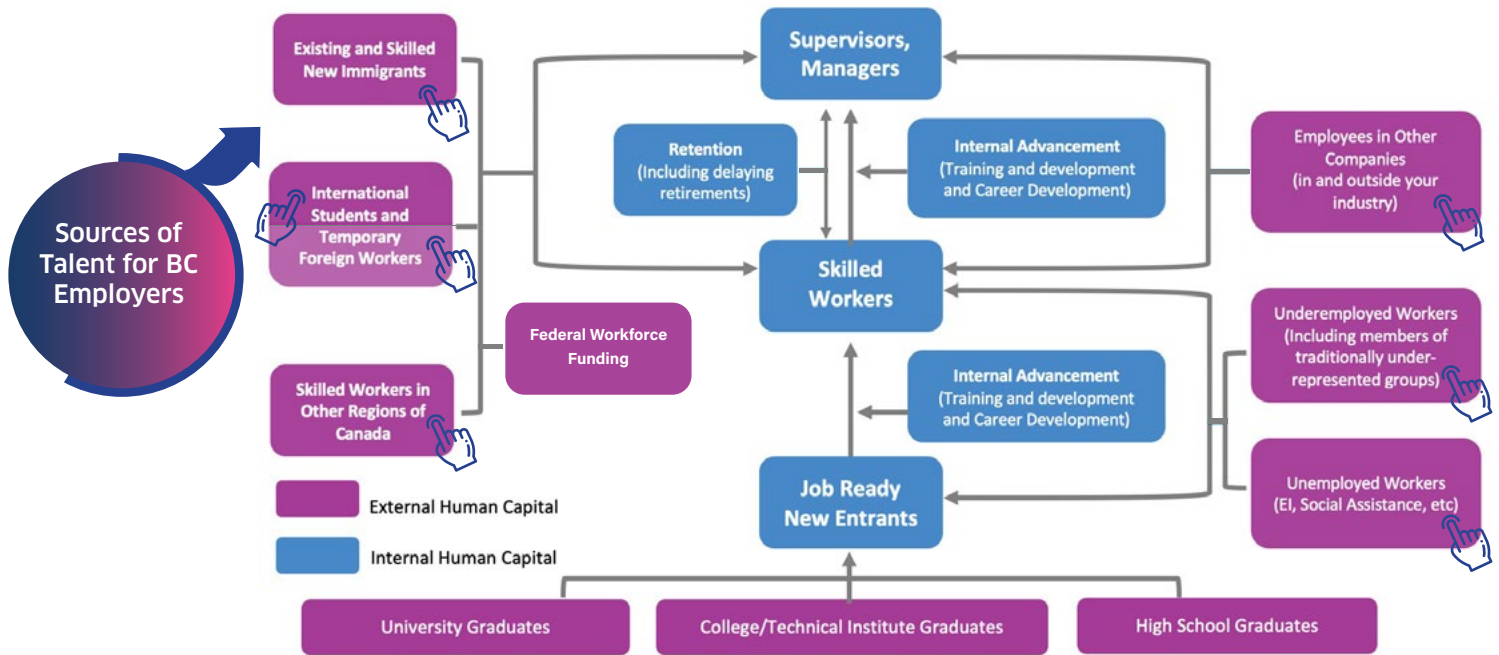 Sources of
Talent for BC
Employers
Existing and Skilled
New Immigrants
International
Students and
Temporary
Foreign Workers
Skilled Workers in
Other Regions of
Canada
Federal Workforce
Funding
Supervisors,
Managers
Retention
(Including delaying
retirements)
Internal Advancement
(Training and development
and Career Development)
Skilled
Workers
Internal Advancement
(Training and development
and Career Development)
Job Ready
New Entrants
Employees in Other
Companies
(in and outside your
industry)
Underemployed Workers
(Including members of
traditionally under-
represented groups)
Unemployed Workers
(EI, Social Assistance, etc)
External Human Capital
Internal Human Capital
University Graduates
College/Technical Institute Graduates
High School Graduates